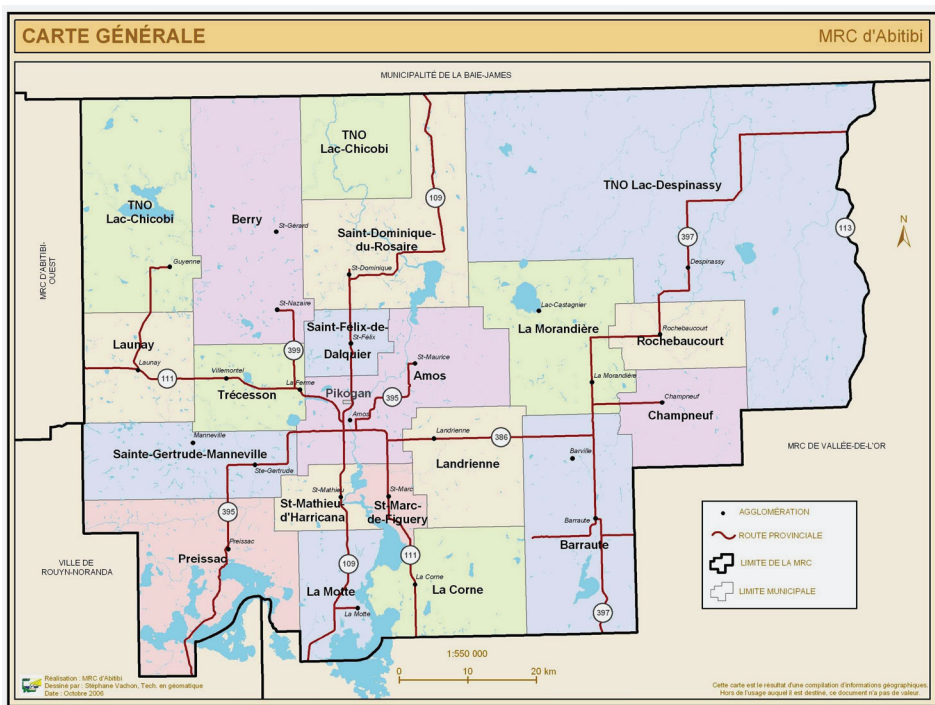 CARTE GÉNÉRALE
MRC d'Abitibi
MUNICIPALITÉ DE LA BAIE-JAMES
TNO
Lac-Chicobi
109
TNO Lac-Despinassy
TNO
Lac-Chicobi
Berry
St-Gérard
Saint-Dominique-
du-Rosaire
397
113
N
MRC D'ABITIBI-
OUEST
Guyenne
St-Dominique
Despinassy
St-Nazaire
Lac-Castagnier
Saint-Félix-de-
Dalquier
St-Félix
La Morandière
Rochebaucourt
Rochebaucourt
Launay
Launay
399
St-Maurice
Amos
111
Villemontel
La Ferme
Trécesson
Pikogan
395
La Morandière
Champneuf
Champneuf
Amos
Manneville
Landrienne
386
Sainte-Gertrude-Manneville
Ste-Gertrude
Landrienne
Barville
MRC DE VALLÉE-DE-L'OR
St-Mathieu
St-Mathieu-
d'Harricana
St-Marc
St-Marc-
de-Figuery
395
Barraute
Barraute
Preissac
Preissac
111
109
VILLE DE
ROUYN-NORANDA
La Motte
La Motte
La Corne
La Corne
397
AGGLOMÉRATION
ROUTE PROVINCIALE
LIMITE DE LA MRC
LIMITE MUNICIPALE
1:550 000
0 10 20 km
Réalisation : MRC d'Abitibi
Dessiné par : Stéphane Vachon, Tech. en géomatique
Date : Octobre 2006
Cette carte est le résultat d'une compilation d'informations géographiques.
Hors de l'usage auquel il est destiné, ce document n'a pas de valeur.